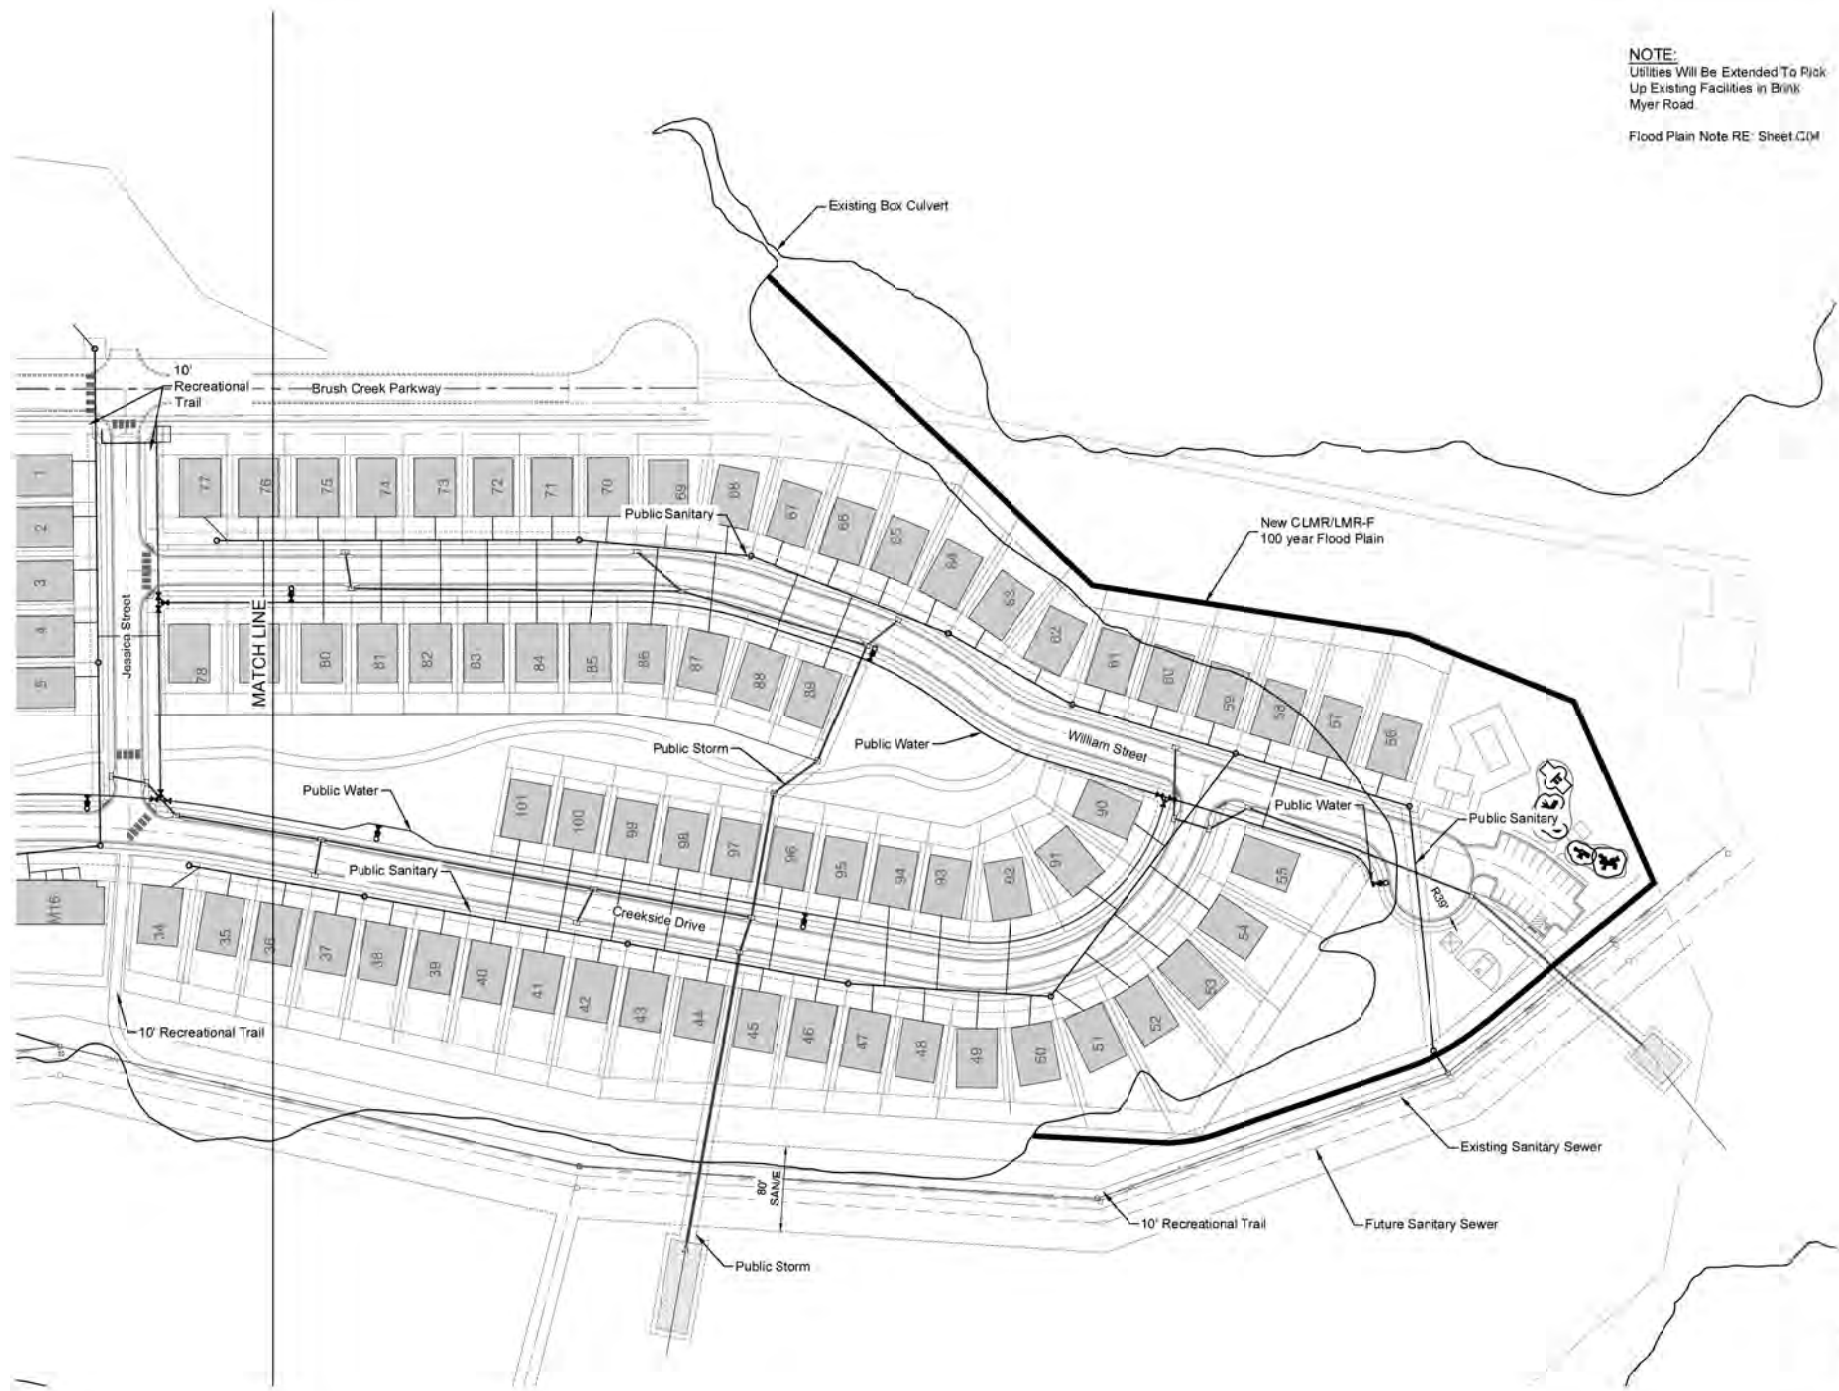 NOTE:
Utilities Will Be Extended To Pick
Up Existing Facilities in Brink
Myer Road.
Flood Plain Note RE: Sheet C04
Existing Box Culvert
10'
Recreational
Trail
Brush Creek Parkway
1
2
3
4
5
77
76
75
74
73
72
71
70
69
68
67
66
65
64
63
62
61
60
59
58
57
56
Public Sanitary
New CLMR/LMR-F
100 year Flood Plain
Jessica Street
MATCH LINE
78
80
81
82
83
84
85
86
87
88
89
William Street
Public Storm
Public Water
Public Water
Public Water
Public Sanitary
101
100
99
98
97
96
95
94
93
92
91
90
55
54
53
52
51
50
49
48
47
46
45
44
43
42
41
40
39
38
37
36
35
34
M16
Public Sanitary
Creekside Drive
R39'
10' Recreational Trail
80'
SAN/E
Existing Sanitary Sewer
10' Recreational Trail
Future Sanitary Sewer
Public Storm